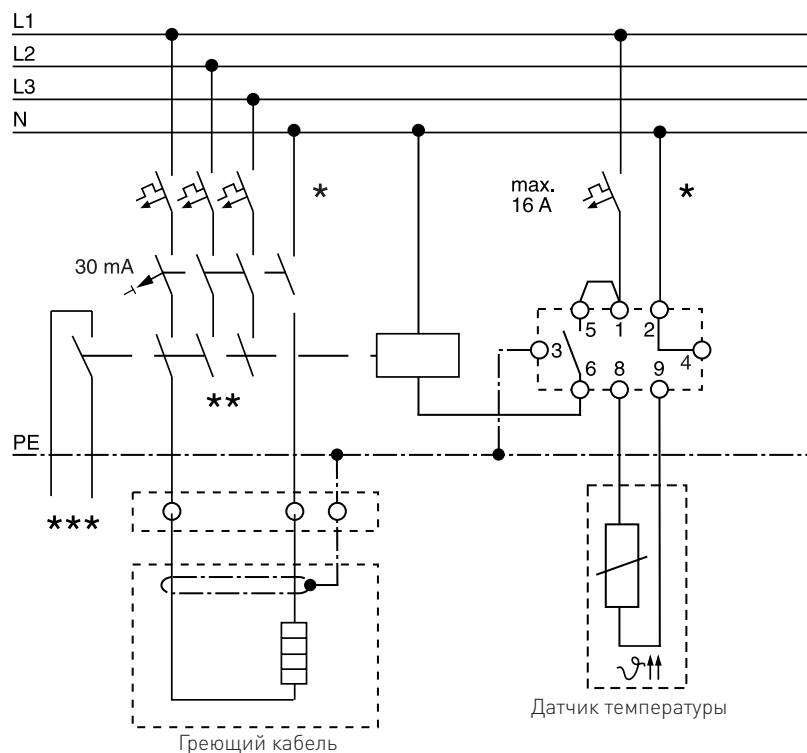 L1
L2
L3
N
*
max.
16 A
*
30 mA
5 1 2
3
4
6 8 9
**
PE
***
ϑ
Датчик температуры
Греющий кабель